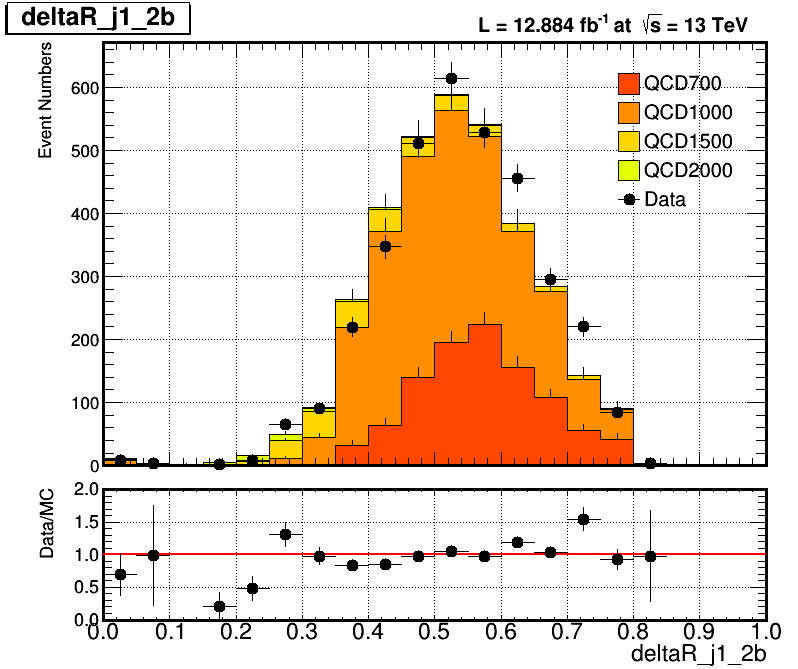 deltaR_j1_2b
L = 12.884 fb-1 at √s = 13 TeV
Event Numbers
600
500
400
300
200
100
0
QCD700
QCD1000
QCD1500
QCD2000
Data
Data/MC
2.0
1.5
1.0
0.5
0.0
0.0 0.1 0.2 0.3 0.4 0.5 0.6 0.7 0.8 0.9 1.0
deltaR_j1_2b